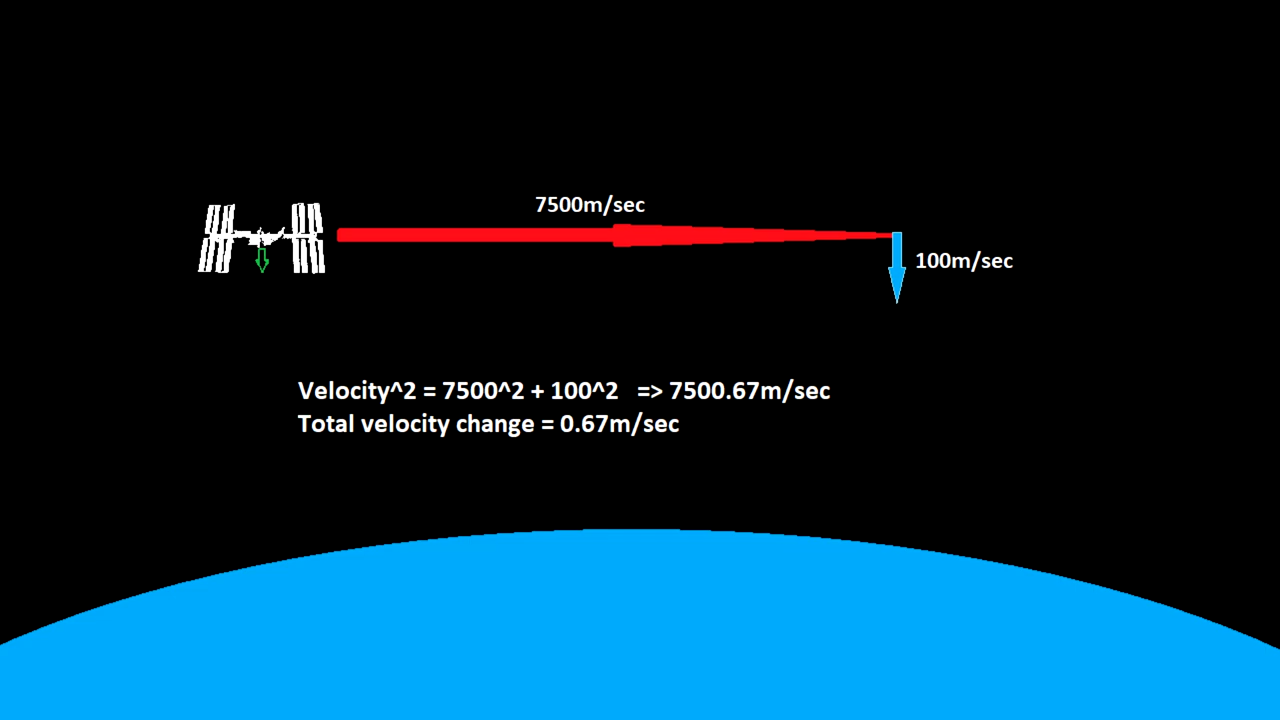 7500m/sec
100m/sec
Velocity^2 = 7500^2 + 100^2   => 7500.67m/sec
Total velocity change = 0.67m/sec